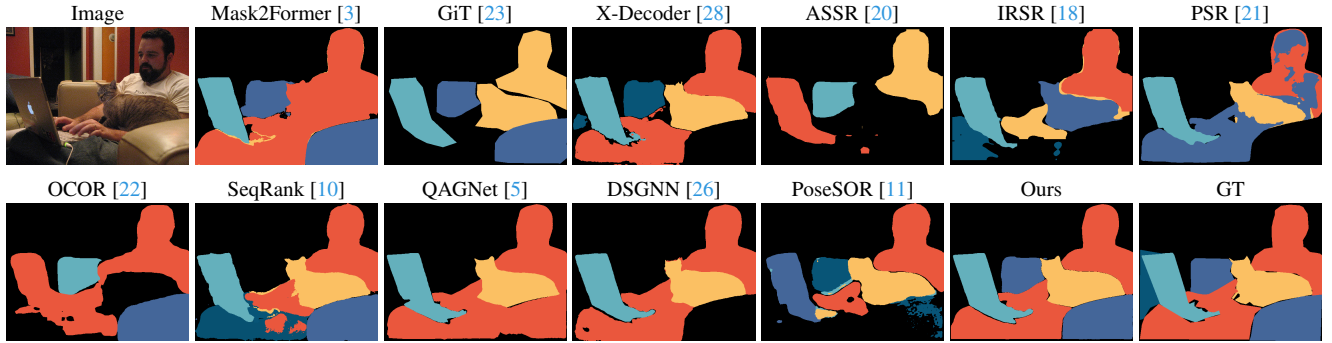 Image Mask2Former [3] GiT [23] X-Decoder [28] ASSR [20] IRSR [18] PSR [21]
OCOR [22] SeqRank [10] QAGNet [5] DSGNN [26] PoseSOR [11] Ours GT